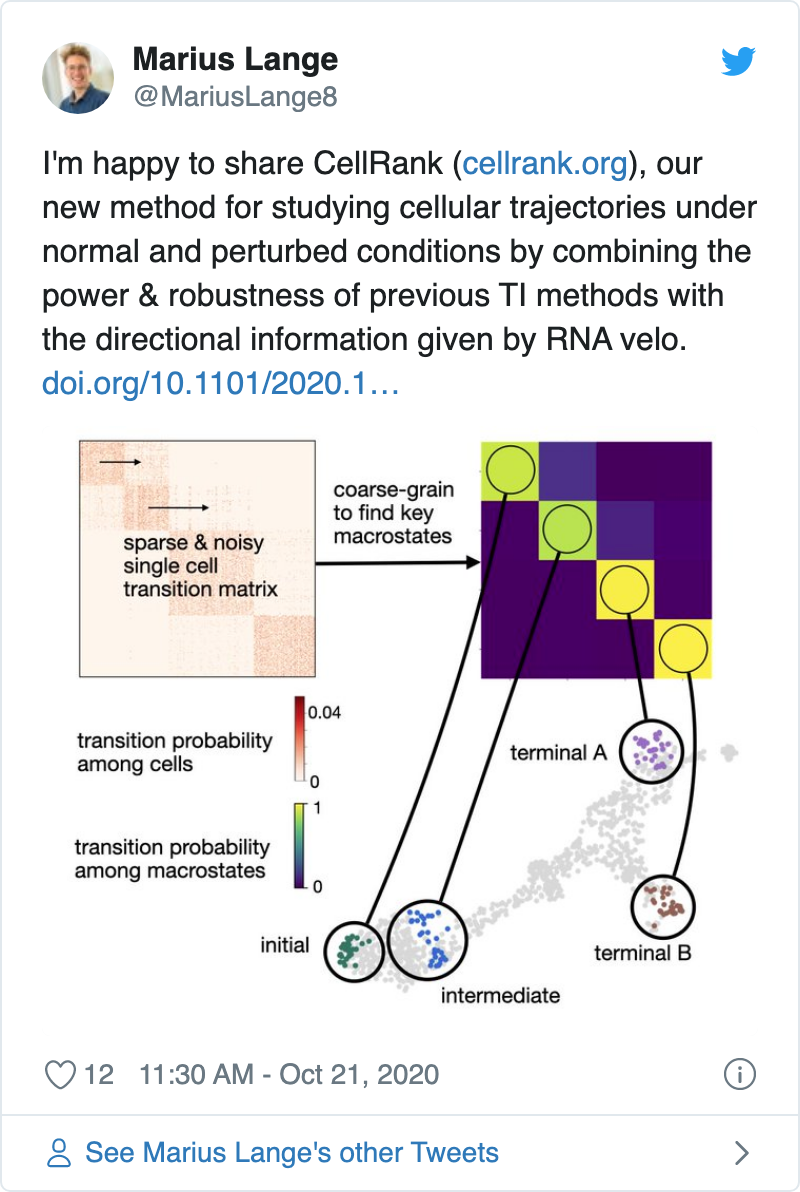 Marius Lange
@MariusLange8
I'm happy to share CellRank (cellrank.org), our
new method for studying cellular trajectories under
normal and perturbed conditions by combining the
power & robustness of previous TI methods with
the directional information given by RNA velo.
doi.org/10.1101/2020.1…
sparse & noisy
single cell
transition matrix
coarse-grain
to find key
macrostates
transition probability
among cells
0.04
0
transition probability
among macrostates
1
0
terminal A
terminal B
initial
intermediate
12 11:30 AM - Oct 21, 2020
See Marius Lange's other Tweets